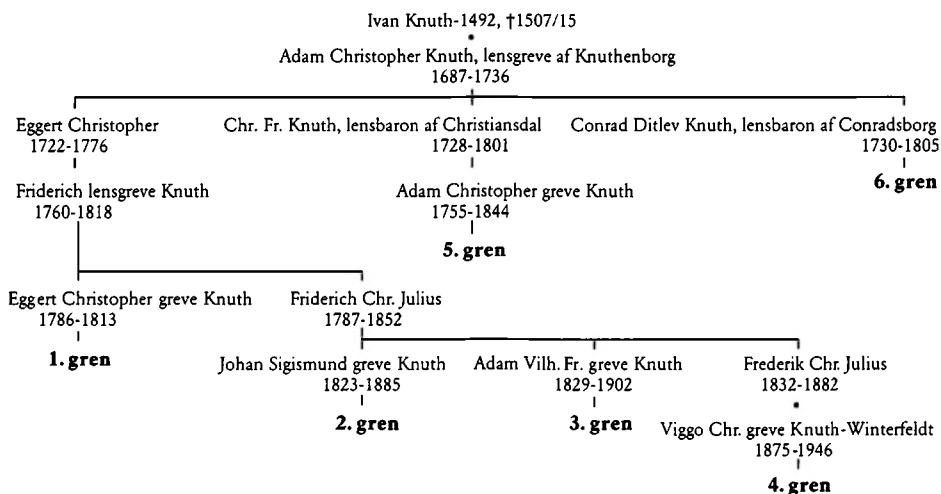 Ivan Knuth-1492, †1507/15
Adam Christopher Knuth, lensgreve af Knuthenborg
1687-1736
Eggert Christopher
1722-1776
Chr. Fr. Knuth, lensbaron af Christiansdal
1728-1801
Conrad Ditlev Knuth, lensbaron af Conradsborg
1730-1805
6. gren
Friderich lensgreve Knuth
1760-1818
Adam Christopher greve Knuth
1755-1844
5. gren
Eggert Christopher greve Knuth
1786-1813
1. gren
Friderich Chr. Julius
1787-1852
Johan Sigismund greve Knuth
1823-1885
2. gren
Adam Vilh. Fr. greve Knuth
1829-1902
3. gren
Frederik Chr. Julius
1832-1882
Viggo Chr. greve Knuth-Winterfeldt
1875-1946
4. gren